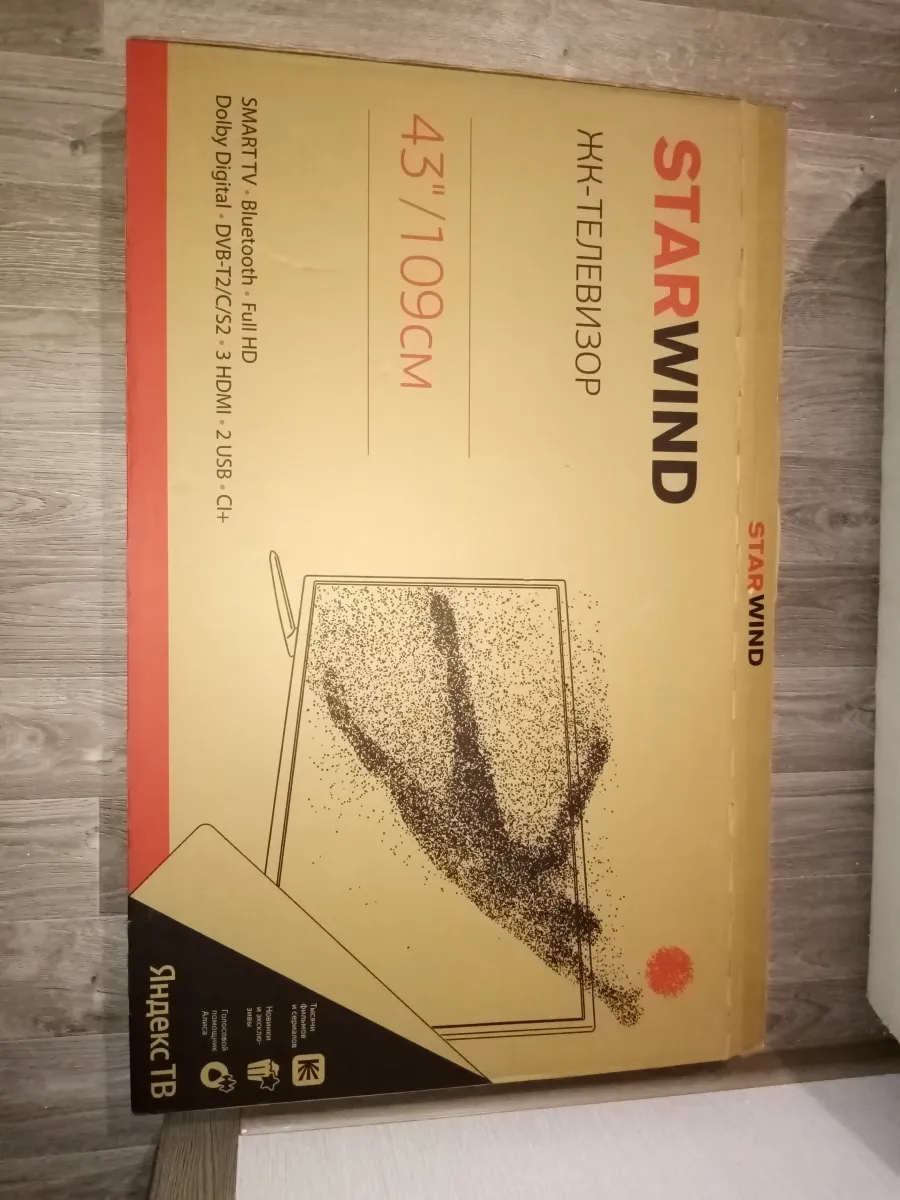 STARWIND
STARWIND
ЖК-ТЕЛЕВИЗОР
43"/109см
SMART TV • Bluetooth • Full HD
Dolby Digital • DVB-T2/C/S2 • 3 HDMI • 2 USB • CI+
Тысячи
фильмов
и сериалов
Новинки
и эксклю-
зивы
Голосовой
помощник
Алиса
Яндекс ТВ